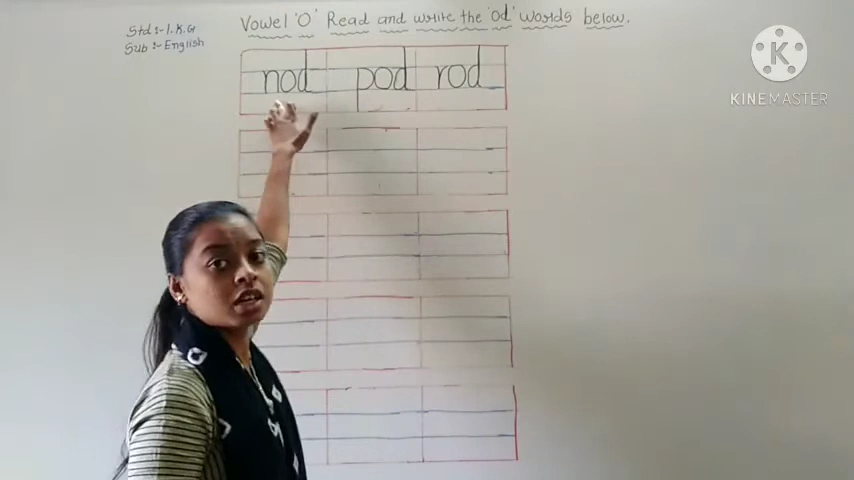 Std :- I.K.G
Sub :- English
Vowel 'O' Read and write the 'od' words below.
nod pod rod
K
KINEMASTER